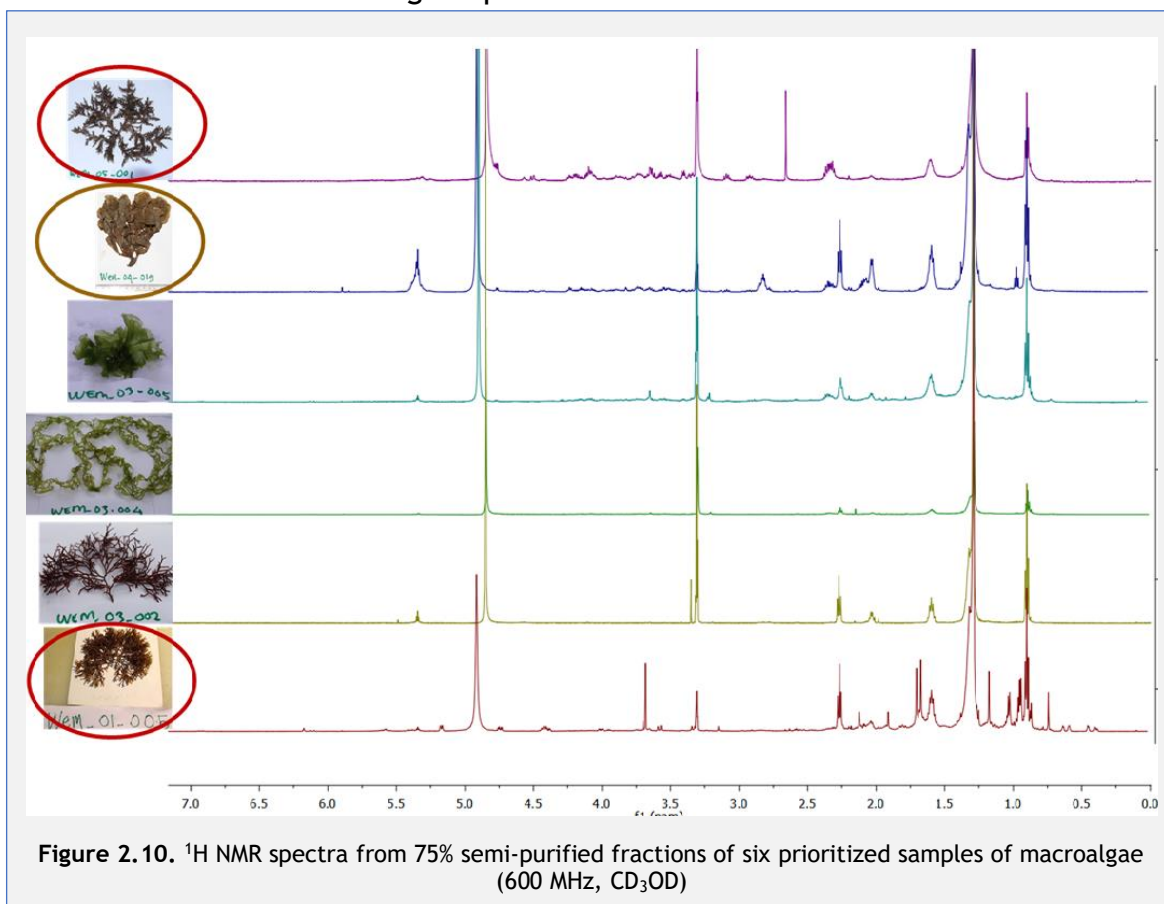 WEM_03-005
WEM_03-004
WEM_03-002
7.0 6.5 6.0 5.5 5.0 4.5 4.0 3.5 3.0 2.5 2.0 1.5 1.0 0.5 0.0
f1 (ppm)
Figure 2.10. ¹H NMR spectra from 75% semi-purified fractions of six prioritized samples of macroalgae
(600 MHz, CD₃OD)